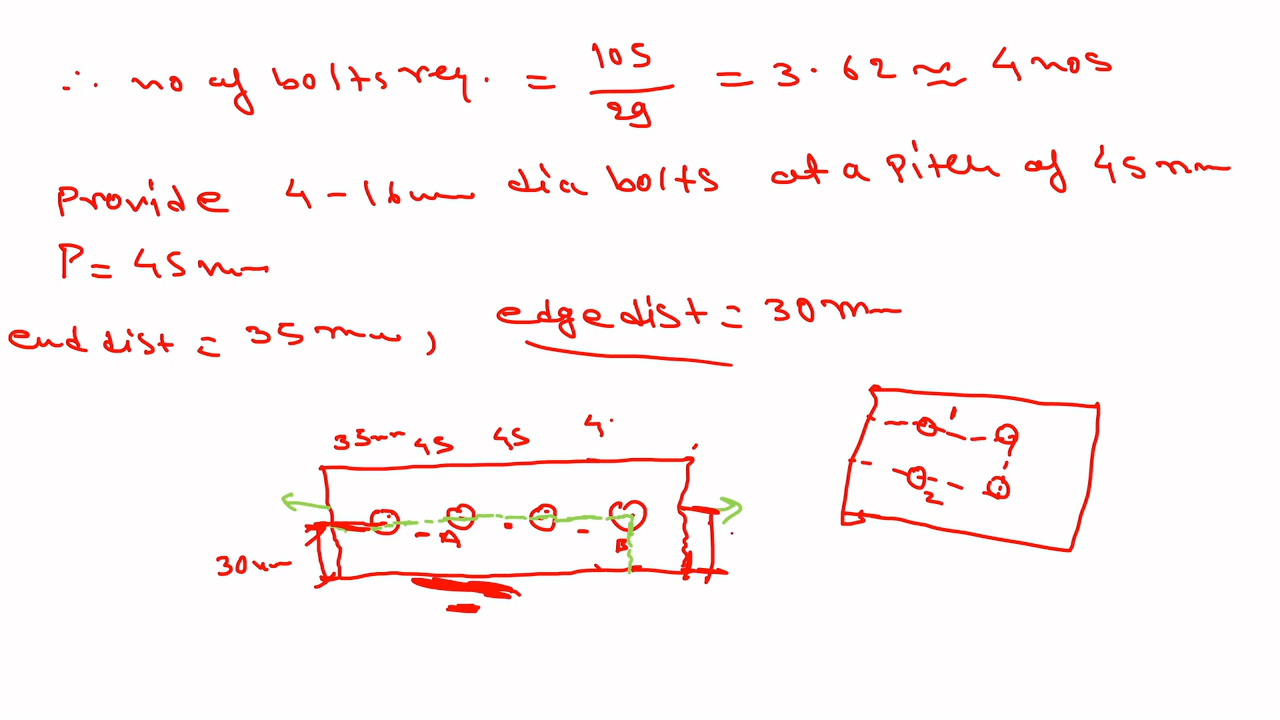 ∴ no of bolts req. = 105/29 = 3.62 ≈ 4 nos
Provide 4-16mm dia bolts at a pitch of 45mm
P = 45mm
end dist = 35mm, edge dist = 30mm
35mm 45 45 4.
1
2
A
B
30mm